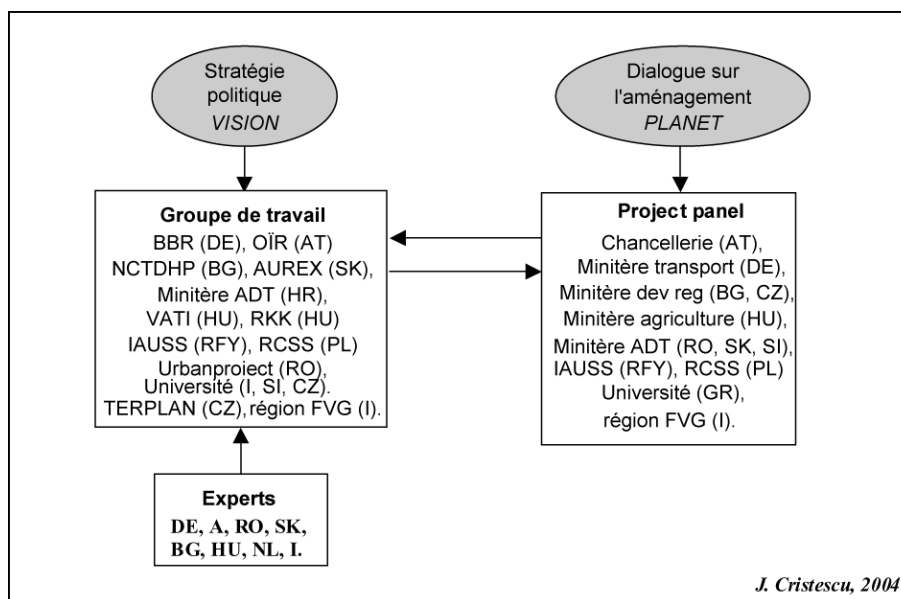 Stratégie
politique
VISION
Dialogue sur
l'aménagement
PLANET
Groupe de travail
BBR (DE), OÏR (AT)
NCTDHP (BG), AUREX (SK),
Minitère ADT (HR),
VATI (HU), RKK (HU)
IAUSS (RFY), RCSS (PL)
Urbanproiect (RO),
Université (I, SI, CZ).
TERPLAN (CZ), région FVG (I).
Project panel
Chancellerie (AT),
Minitère transport (DE),
Ministère dev reg (BG, CZ),
Ministère agriculture (HU),
Minitère ADT (RO, SK, SI),
IAUSS (RFY), RCSS (PL)
Université (GR),
région FVG (I).
Experts
DE, A, RO, SK,
BG, HU, NL, I.
J. Cristescu, 2004